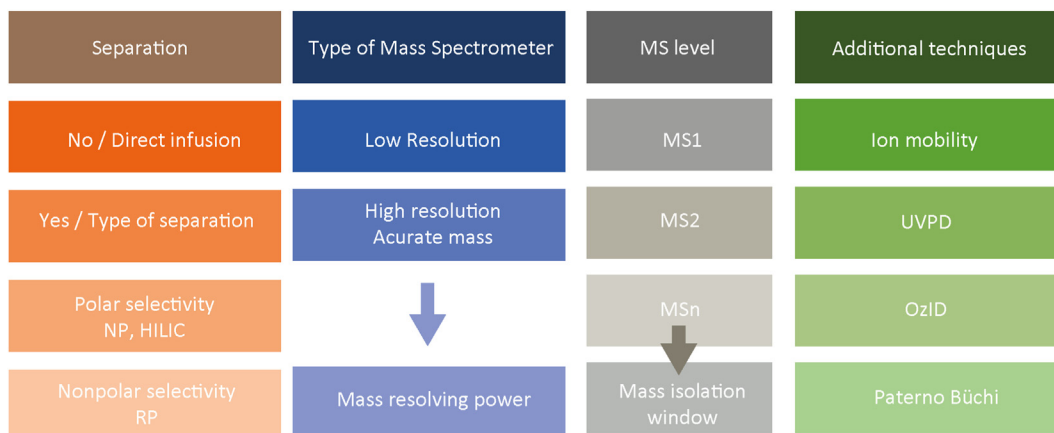 Separation
No / Direct infusion
Yes / Type of separation
Polar selectivity
NP, HILIC
Nonpolar selectivity
RP
Type of Mass Spectrometer
Low Resolution
High resolution
Acurate mass
Mass resolving power
MS level
MS1
MS2
MSn
Mass isolation
window
Additional techniques
Ion mobility
UVPD
OzID
Paterno Büchi